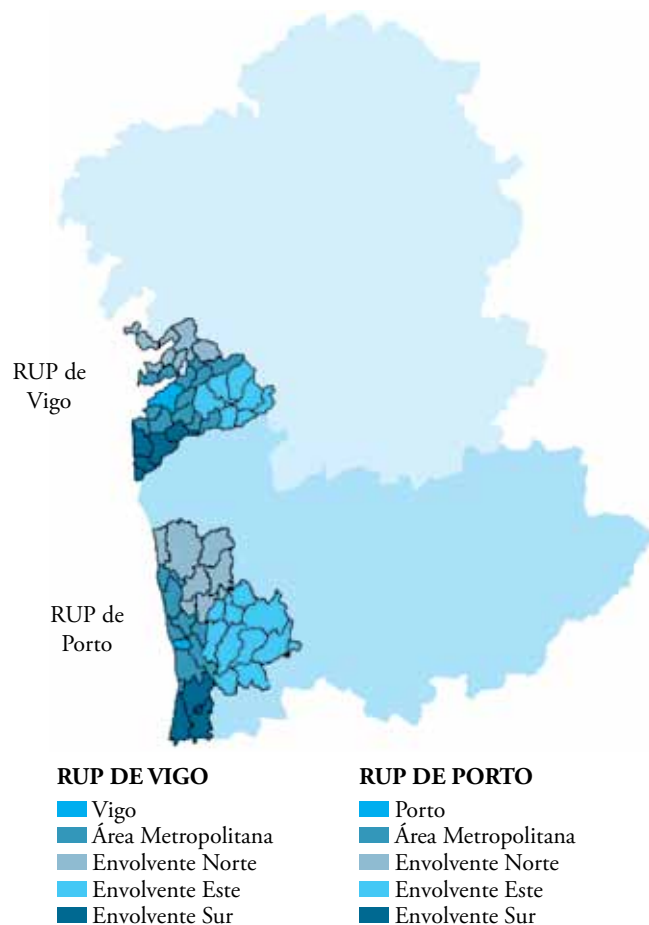 RUP de
Vigo
RUP de
Porto
RUP DE VIGO
Vigo
Área Metropolitana
Envolvente Norte
Envolvente Este
Envolvente Sur
RUP DE PORTO
Porto
Área Metropolitana
Envolvente Norte
Envolvente Este
Envolvente Sur